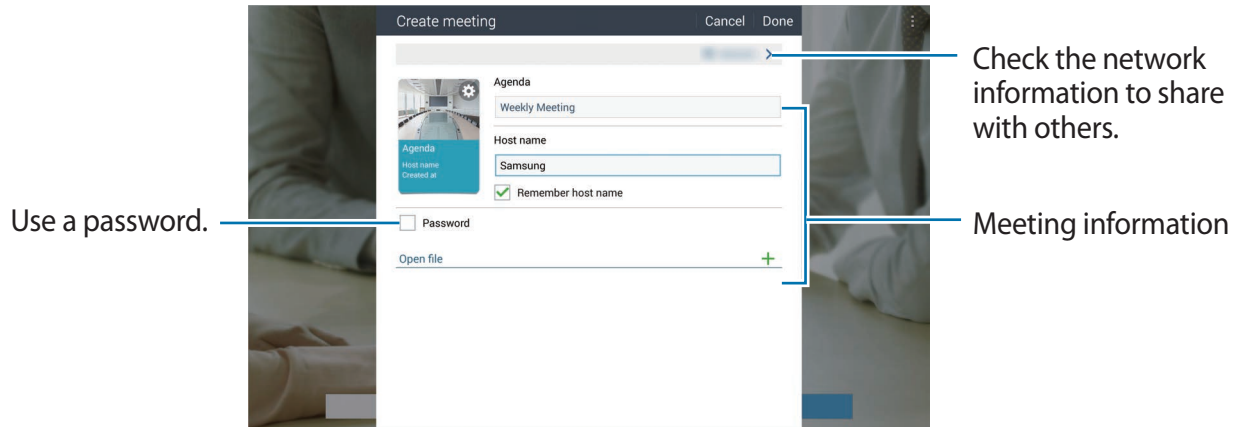 Create meeting Cancel Done
Check the network
information to share
with others.
Agenda
Weekly Meeting
Agenda
Host name
Created at
Host name
Samsung
Remember host name
Meeting information
Use a password.
Password
Open file